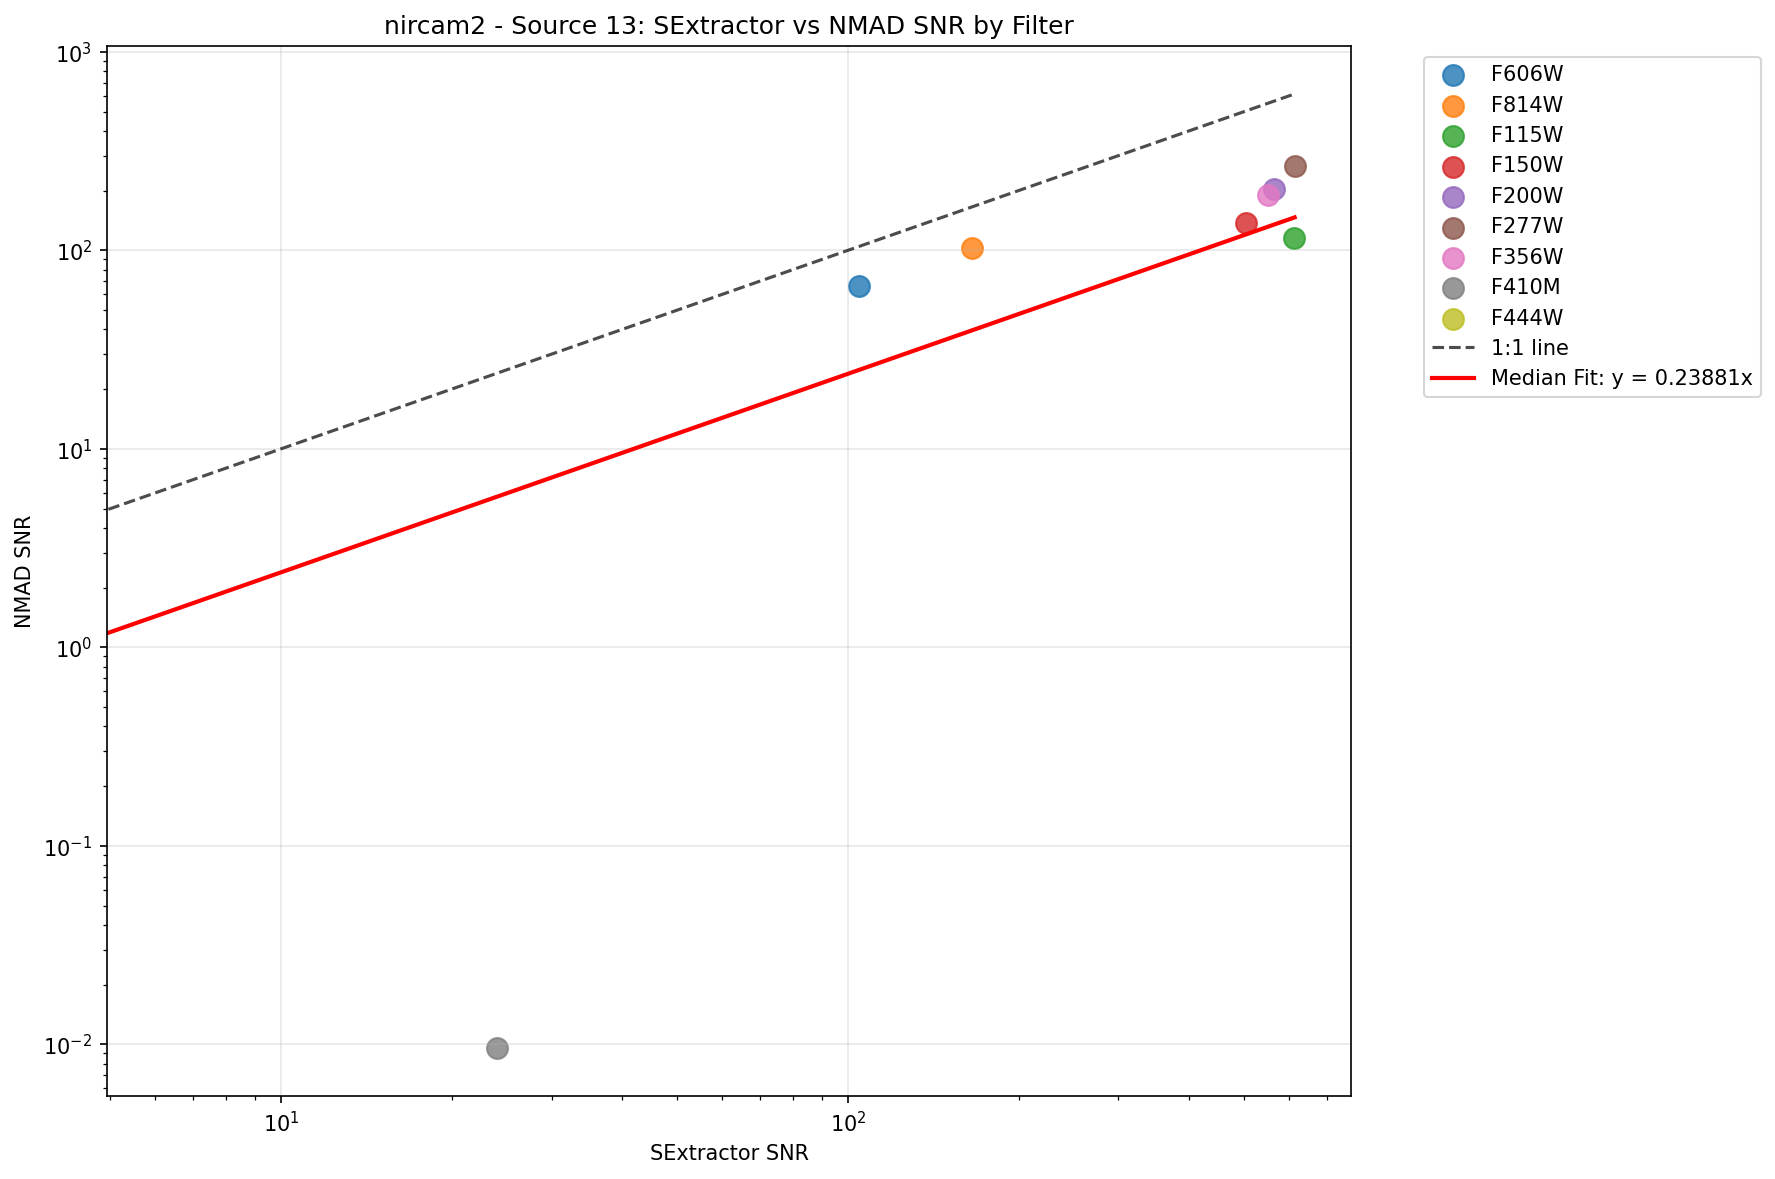 nircam2 - Source 13: SExtractor vs NMAD SNR by Filter
10³
10²
10¹
10⁰
10⁻¹
10⁻²
NMAD SNR
10¹
10²
SExtractor SNR
F606W
F814W
F115W
F150W
F200W
F277W
F356W
F410M
F444W
1:1 line
Median Fit: y = 0.23881x